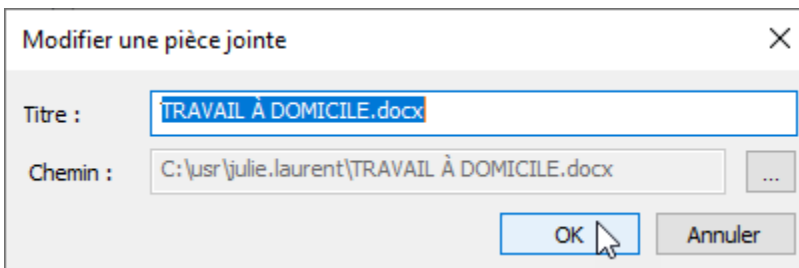 Modifier une pièce jointe
Titre : TRAVAIL À DOMICILE.docx
Chemin : C:\usr\julie.laurent\TRAVAIL À DOMICILE.docx ...
OK Annuler